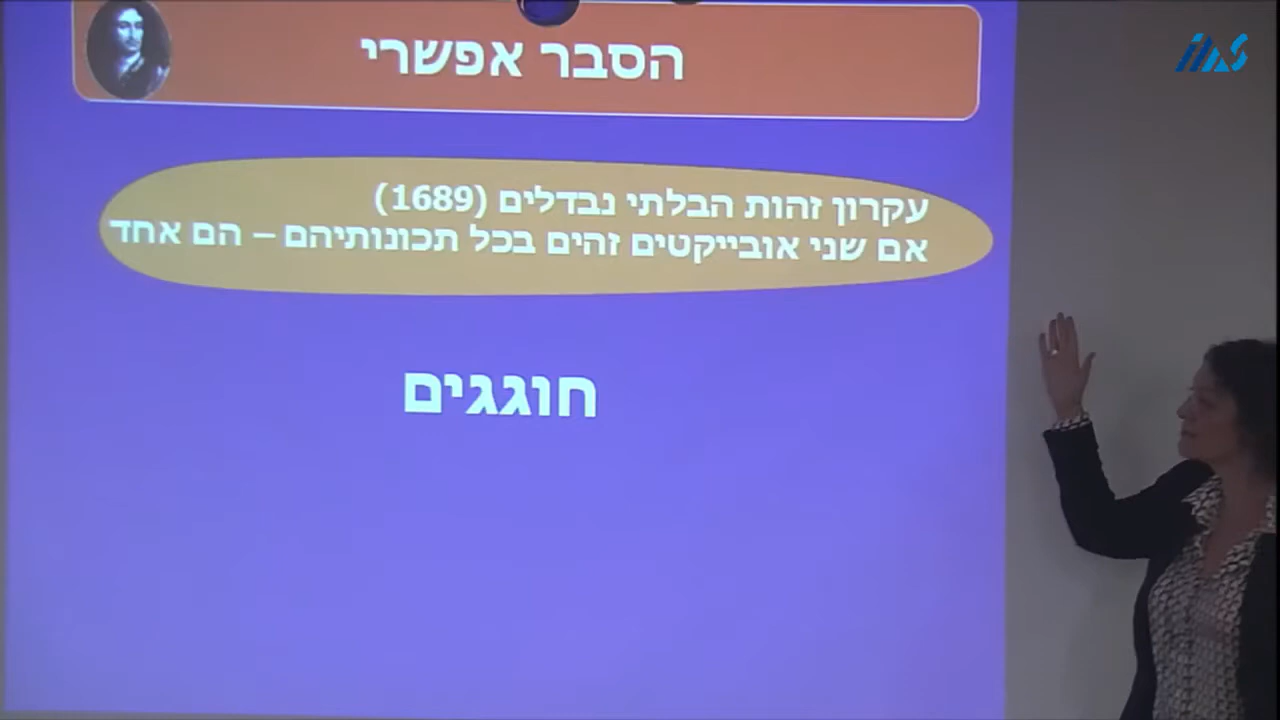 הסבר אפשרי
עקרון זהות הבלתי נבדלים (1689)
אם שני אובייקטים זהים בכל תכונותיהם – הם אחד
חוגגים